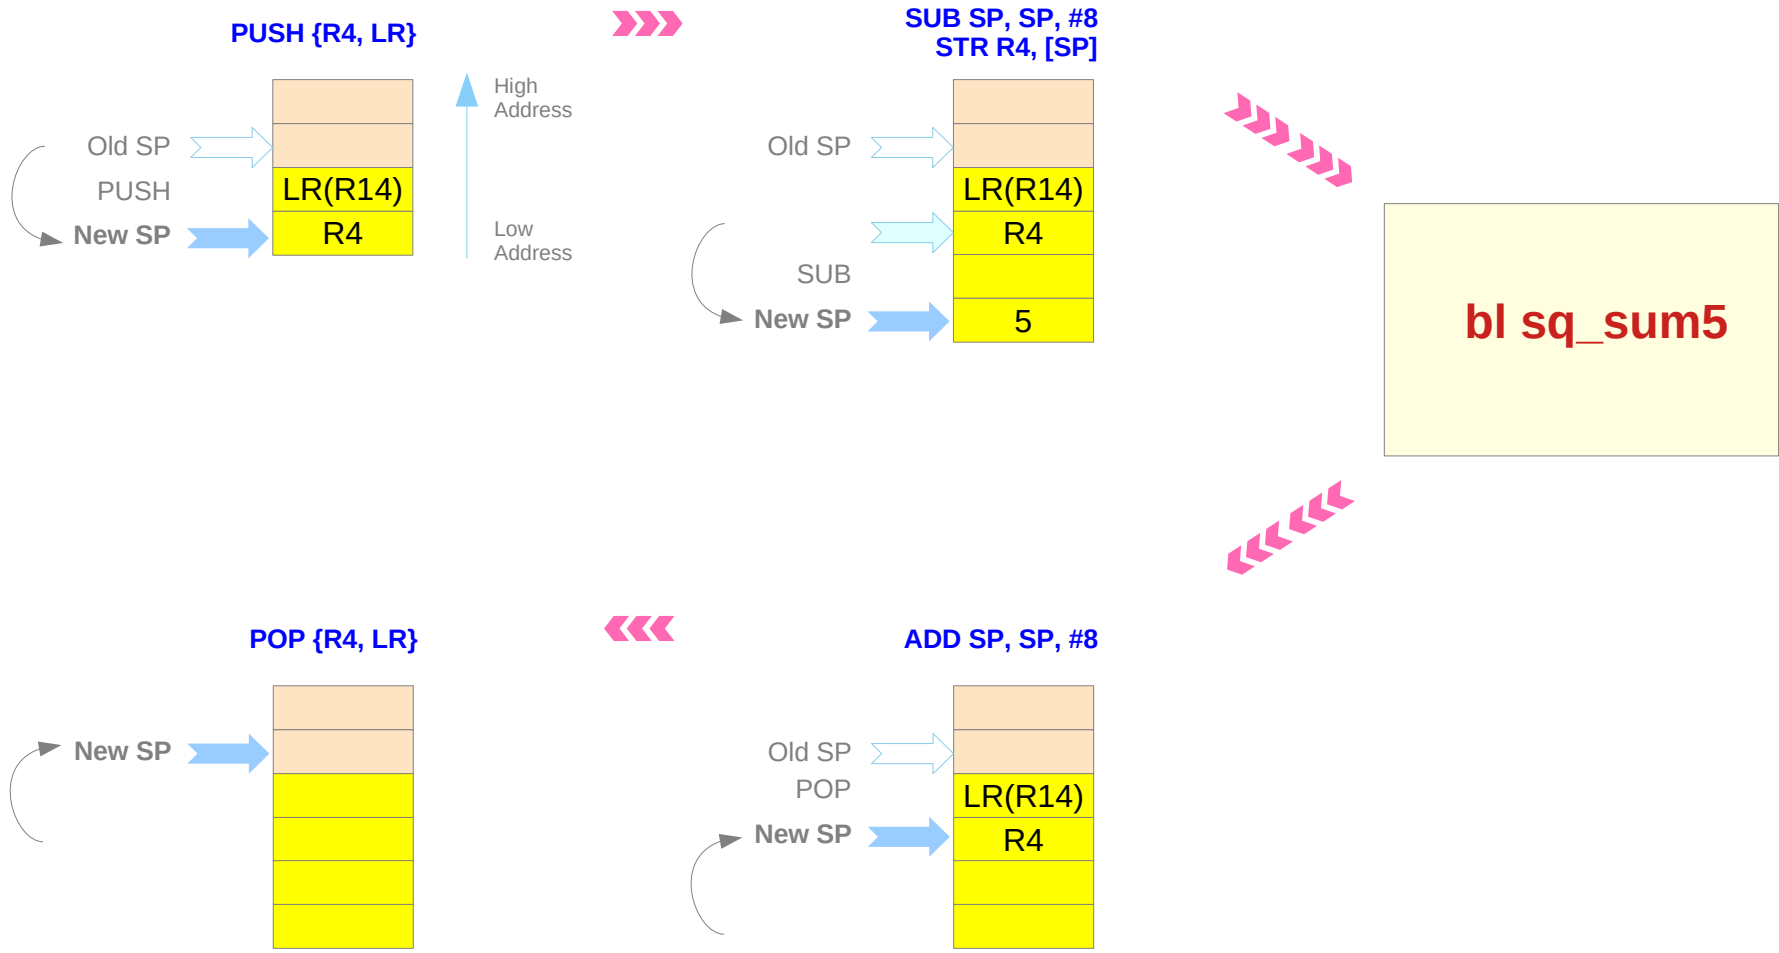 PUSH {R4, LR}
High
Address
Old SP
PUSH
LR(R14)
New SP
R4
Low
Address
SUB SP, SP, #8
STR R4, [SP]
Old SP
LR(R14)
R4
SUB
New SP
5
bl sq_sum5
POP {R4, LR}
New SP
ADD SP, SP, #8
Old SP
POP
LR(R14)
New SP
R4